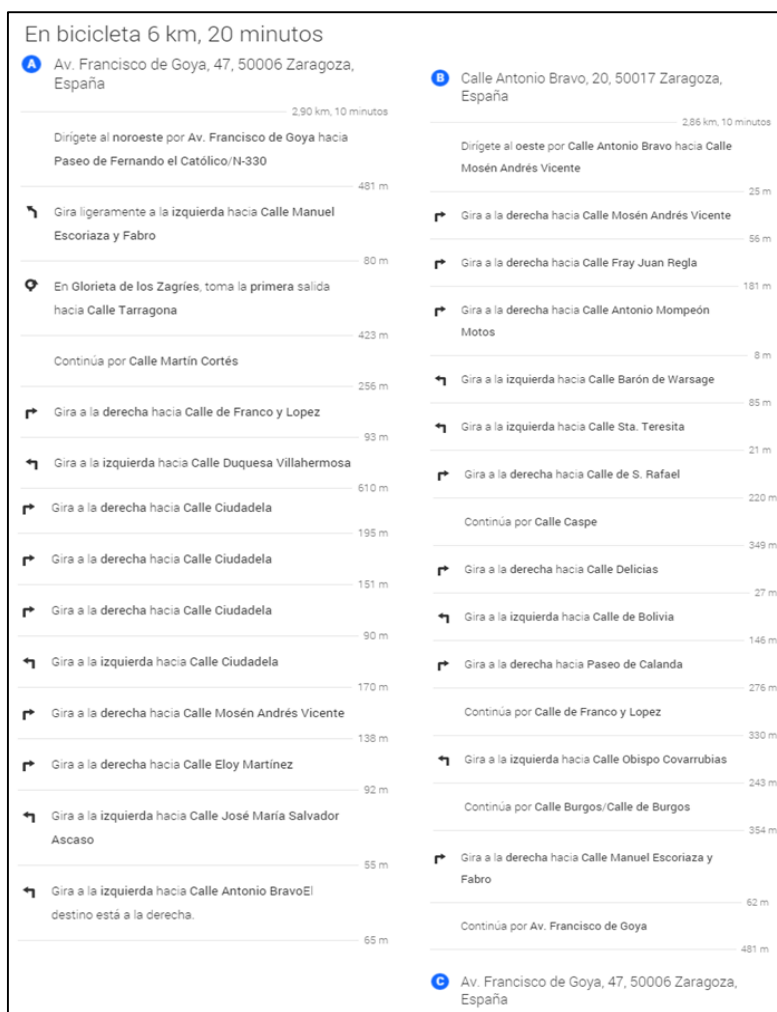 En bicicleta 6 km, 20 minutos
A
Av. Francisco de Goya, 47, 50006 Zaragoza,
España
2,90 km, 10 minutos
Dirígete al noroeste por Av. Francisco de Goya hacia
Paseo de Fernando el Católico/N-330
481 m
Gira ligeramente a la izquierda hacia Calle Manuel
Escoriaza y Fabro
80 m
En Glorieta de los Zagríes, toma la primera salida
hacia Calle Tarragona
423 m
Continúa por Calle Martín Cortés
256 m
Gira a la derecha hacia Calle de Franco y Lopez
93 m
Gira a la izquierda hacia Calle Duquesa Villahermosa
610 m
Gira a la derecha hacia Calle Ciudadela
195 m
Gira a la derecha hacia Calle Ciudadela
151 m
Gira a la derecha hacia Calle Ciudadela
90 m
Gira a la izquierda hacia Calle Ciudadela
170 m
Gira a la derecha hacia Calle Mosén Andrés Vicente
138 m
Gira a la derecha hacia Calle Eloy Martínez
92 m
Gira a la izquierda hacia Calle José María Salvador
Ascaso
55 m
Gira a la izquierda hacia Calle Antonio BravoEl
destino está a la derecha.
65 m
B
Calle Antonio Bravo, 20, 50017 Zaragoza,
España
2,86 km, 10 minutos
Dirígete al oeste por Calle Antonio Bravo hacia Calle
Mosén Andrés Vicente
25 m
Gira a la derecha hacia Calle Mosén Andrés Vicente
56 m
Gira a la derecha hacia Calle Fray Juan Regla
181 m
Gira a la derecha hacia Calle Antonio Mompeón
Motos
8 m
Gira a la izquierda hacia Calle Barón de Warsage
85 m
Gira a la izquierda hacia Calle Sta. Teresita
21 m
Gira a la derecha hacia Calle de S. Rafael
220 m
Continúa por Calle Caspe
349 m
Gira a la derecha hacia Calle Delicias
27 m
Gira a la izquierda hacia Calle de Bolivia
146 m
Gira a la derecha hacia Paseo de Calanda
276 m
Continúa por Calle de Franco y Lopez
330 m
Gira a la izquierda hacia Calle Obispo Covarrubias
243 m
Continúa por Calle Burgos/Calle de Burgos
354 m
Gira a la derecha hacia Calle Manuel Escoriaza y
Fabro
62 m
Continúa por Av. Francisco de Goya
481 m
C
Av. Francisco de Goya, 47, 50006 Zaragoza,
España